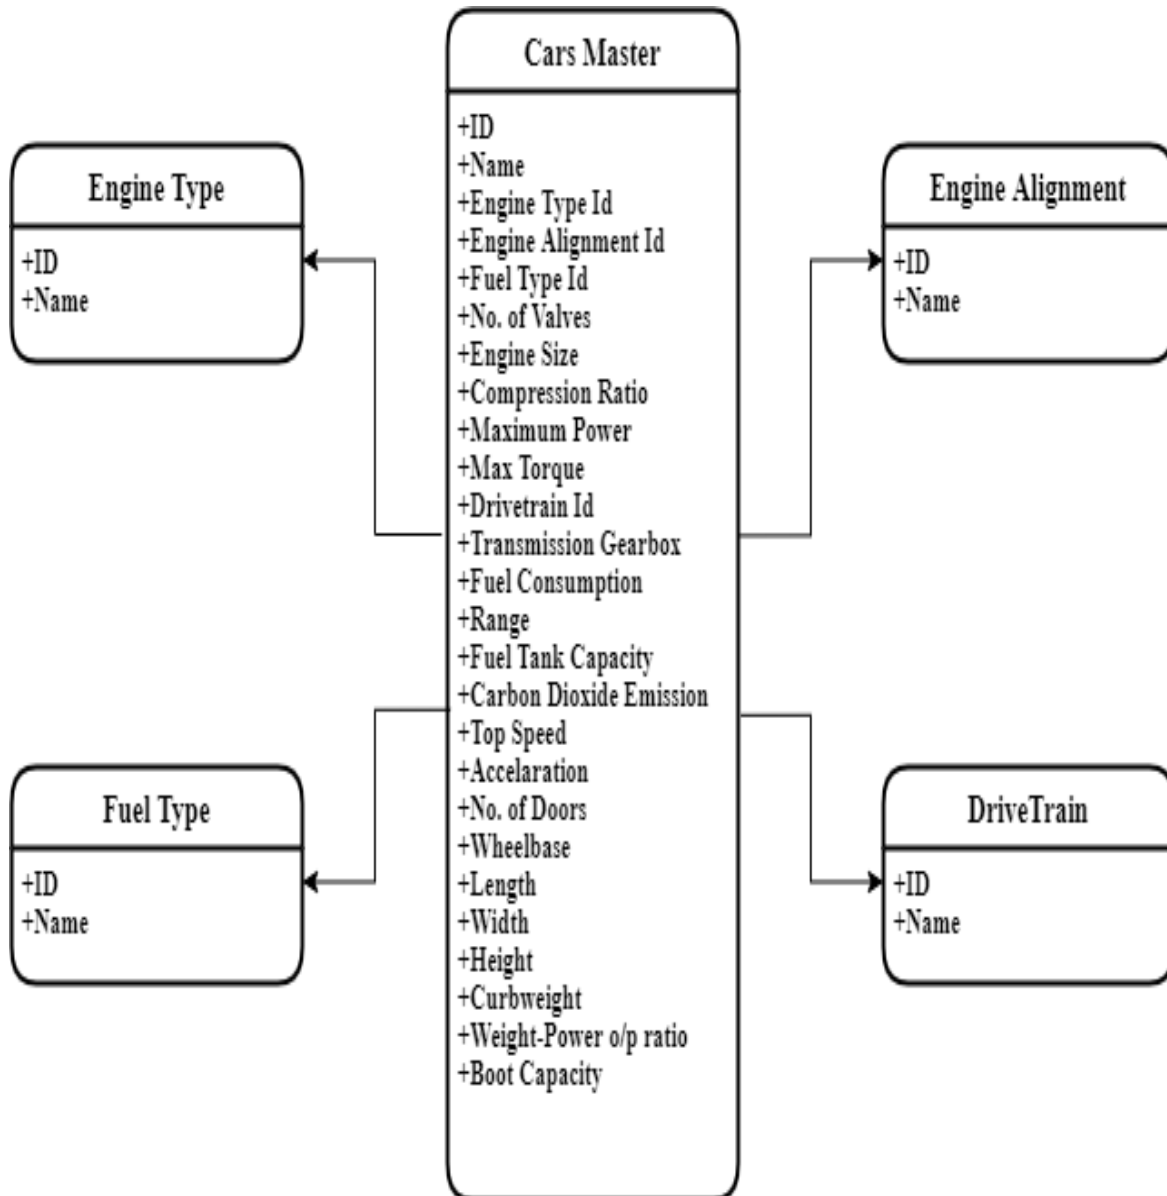 Cars Master
+ID
+Name
+Engine Type Id
+Engine Alignment Id
+Fuel Type Id
+No. of Valves
+Engine Size
+Compression Ratio
+Maximum Power
+Max Torque
+Drivetrain Id
+Transmission Gearbox
+Fuel Consumption
+Range
+Fuel Tank Capacity
+Carbon Dioxide Emission
+Top Speed
+Accelaration
+No. of Doors
+Wheelbase
+Length
+Width
+Height
+Curbweight
+Weight-Power o/p ratio
+Boot Capacity
Engine Type
+ID
+Name
Engine Alignment
+ID
+Name
Fuel Type
+ID
+Name
DriveTrain
+ID
+Name